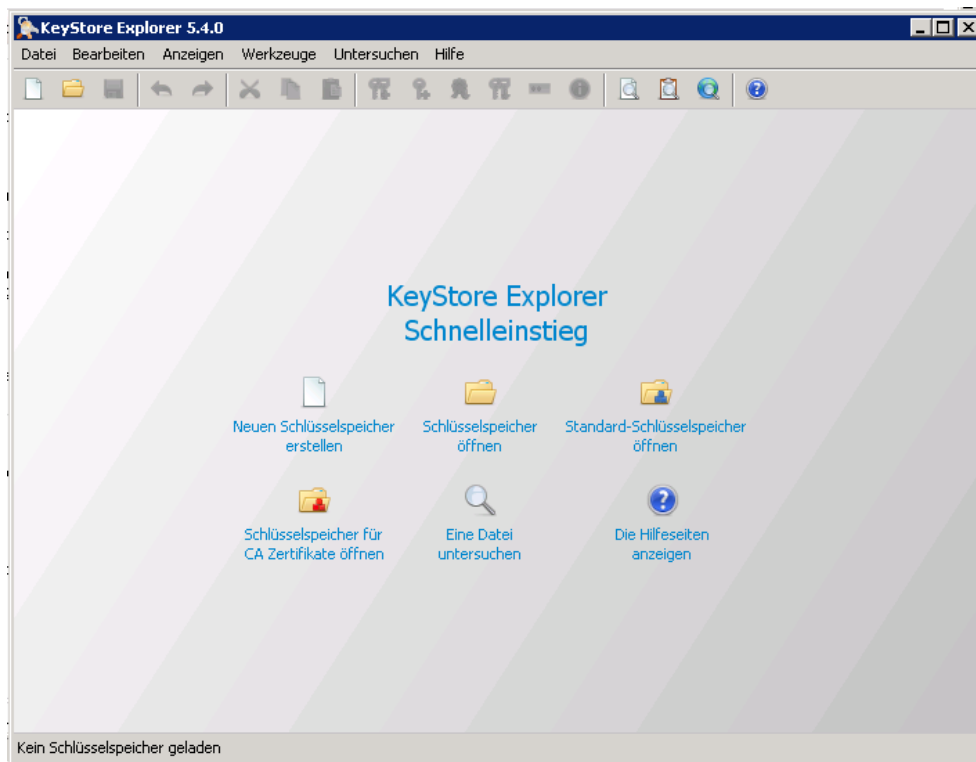 KeyStore Explorer 5.4.0
Datei Bearbeiten Anzeigen Werkzeuge Untersuchen Hilfe
KeyStore Explorer
Schnelleinstieg
Neuen Schlüsselspeicher
erstellen
Schlüsselspeicher
öffnen
Standard-Schlüsselspeicher
öffnen
Schlüsselspeicher für
CA Zertifikate öffnen
Eine Datei
untersuchen
Die Hilfeseiten
anzeigen
Kein Schlüsselspeicher geladen